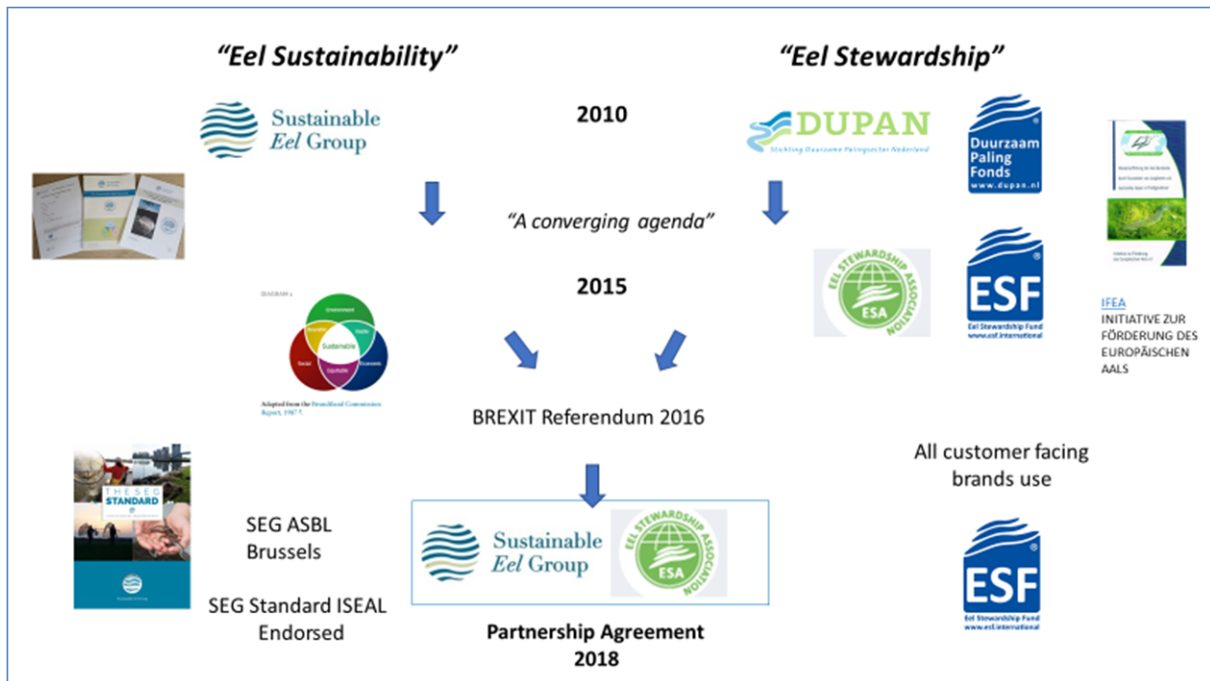 “Eel Sustainability”
“Eel Stewardship”
Sustainable
Eel Group
2010
DUPAN
Stichting Duurzame Palingsector Nederland
®
Duurzaam
Paling
Fonds
www.dupan.nl
“A converging agenda”
2015
EEL STEWARDSHIP ASSOCIATION
ESA
®
ESF
Eel Stewardship Fund
www.esf.international
IFEA
INITIATIVE ZUR
FÖRDERUNG DES
EUROPÄISCHEN
AALS
Environment
Sustainable
Social
Economic
Equitable
Adapted from the Brundtland Commission
Report, 1987
BREXIT Referendum 2016
All customer facing
brands use
THE SEG
STANDARD
SEG ASBL
Brussels
SEG Standard ISEAL
Endorsed
Sustainable
Eel Group
EEL STEWARDSHIP ASSOCIATION
ESA
Partnership Agreement
2018
®
ESF
Eel Stewardship Fund
www.esf.international